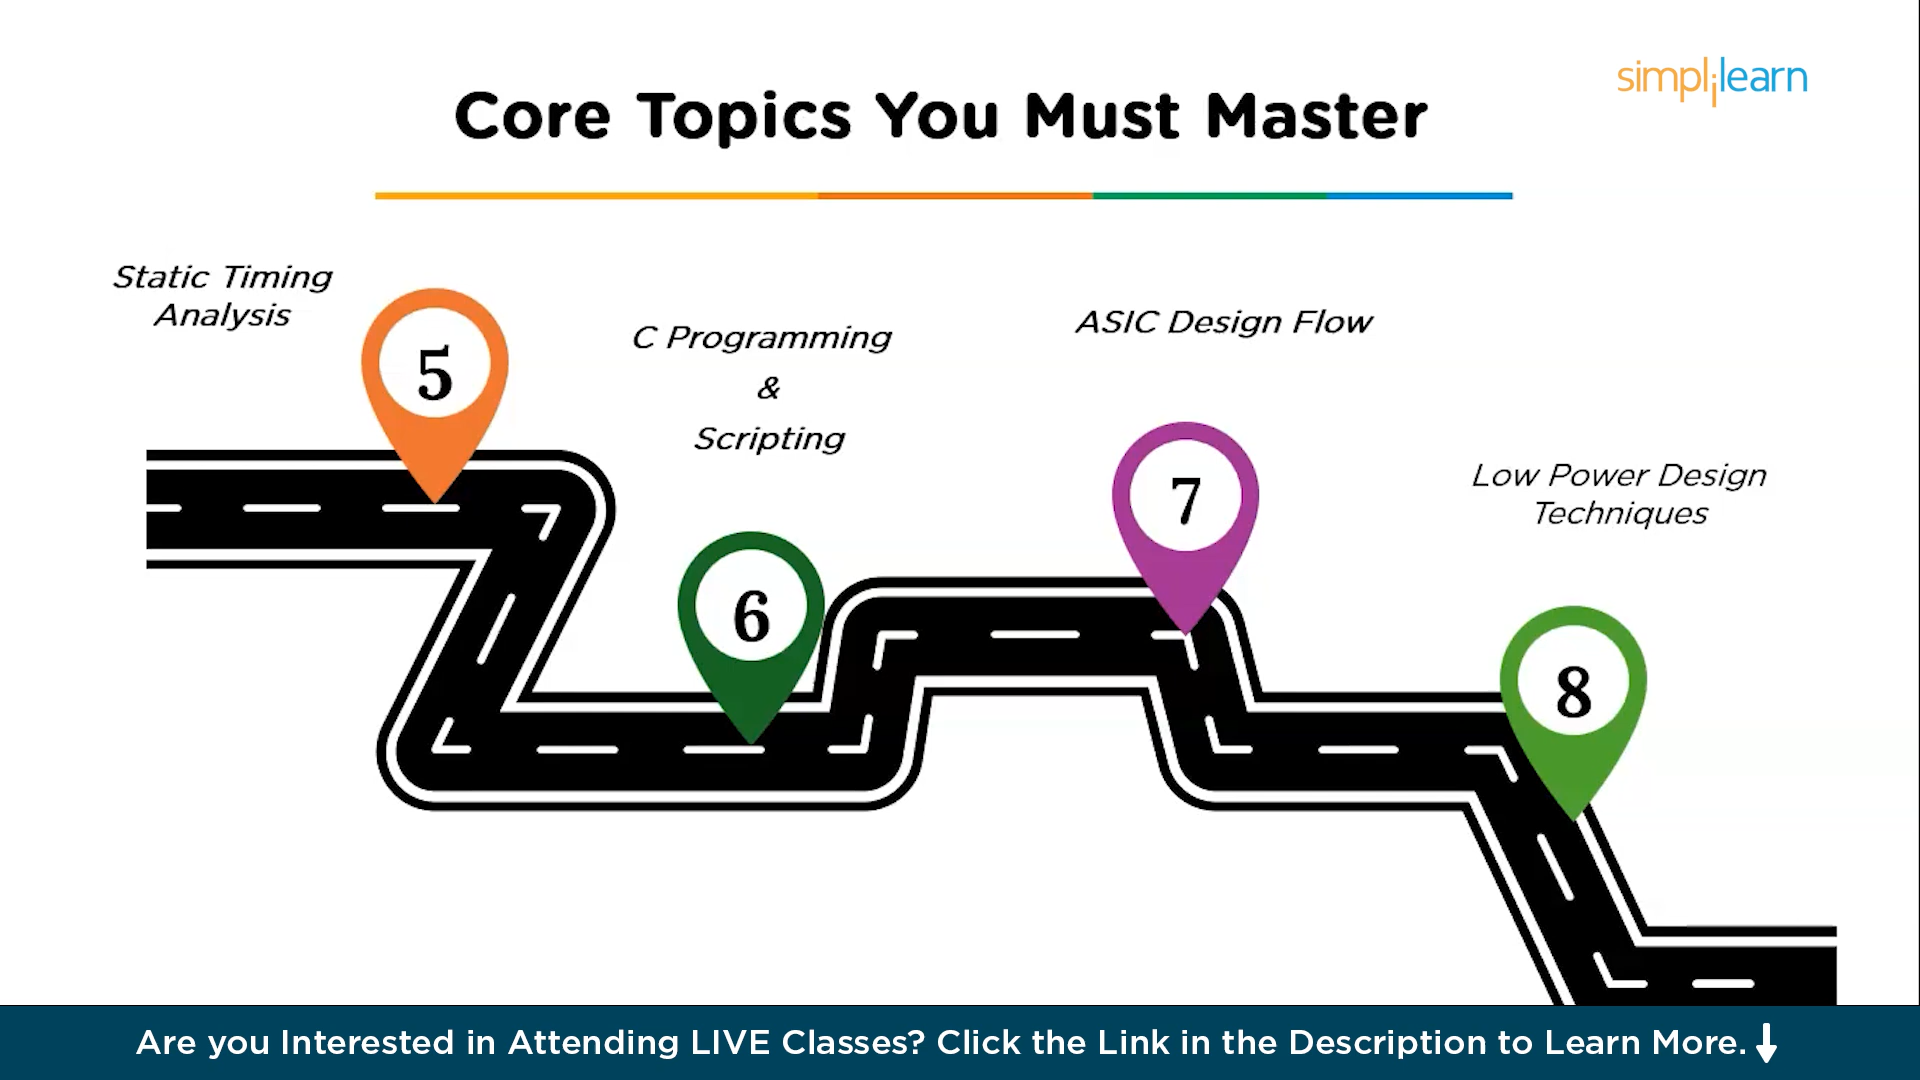 simplilearn
Core Topics You Must Master
Static Timing
Analysis
5
C Programming
&
Scripting
6
ASIC Design Flow
7
Low Power Design
Techniques
8
Are you Interested in Attending LIVE Classes? Click the Link in the Description to Learn More.